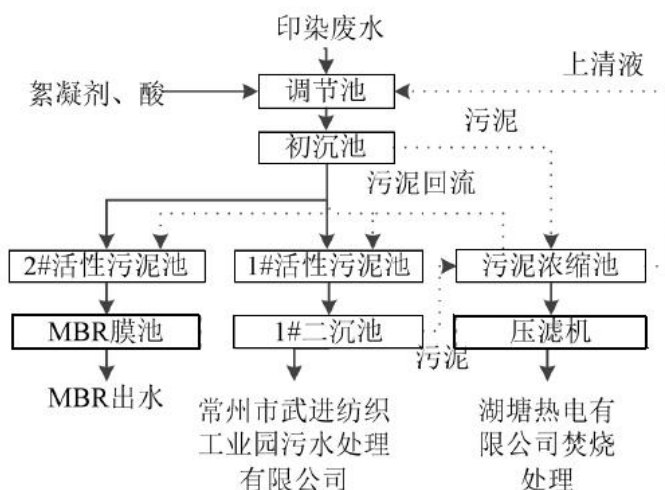 印染废水
上清液
絮凝剂、酸
调节池
污泥
初沉池
污泥回流
2#活性污泥池
1#活性污泥池
污泥浓缩池
MBR膜池
1#二沉池
压滤机
污泥
MBR出水
常州市武进纺织
工业园污水处理
有限公司
湖塘热电有
限公司焚烧
处理